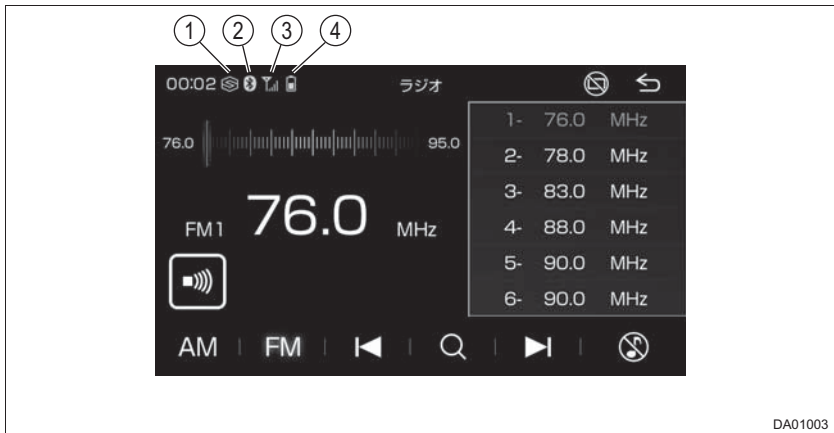 1 2 3 4
00:02 ラジオ
76.0 95.0
FM1 76.0 MHz
1- 76.0 MHz
2- 78.0 MHz
3- 83.0 MHz
4- 88.0 MHz
5- 90.0 MHz
6- 90.0 MHz
AM FM
DA01003